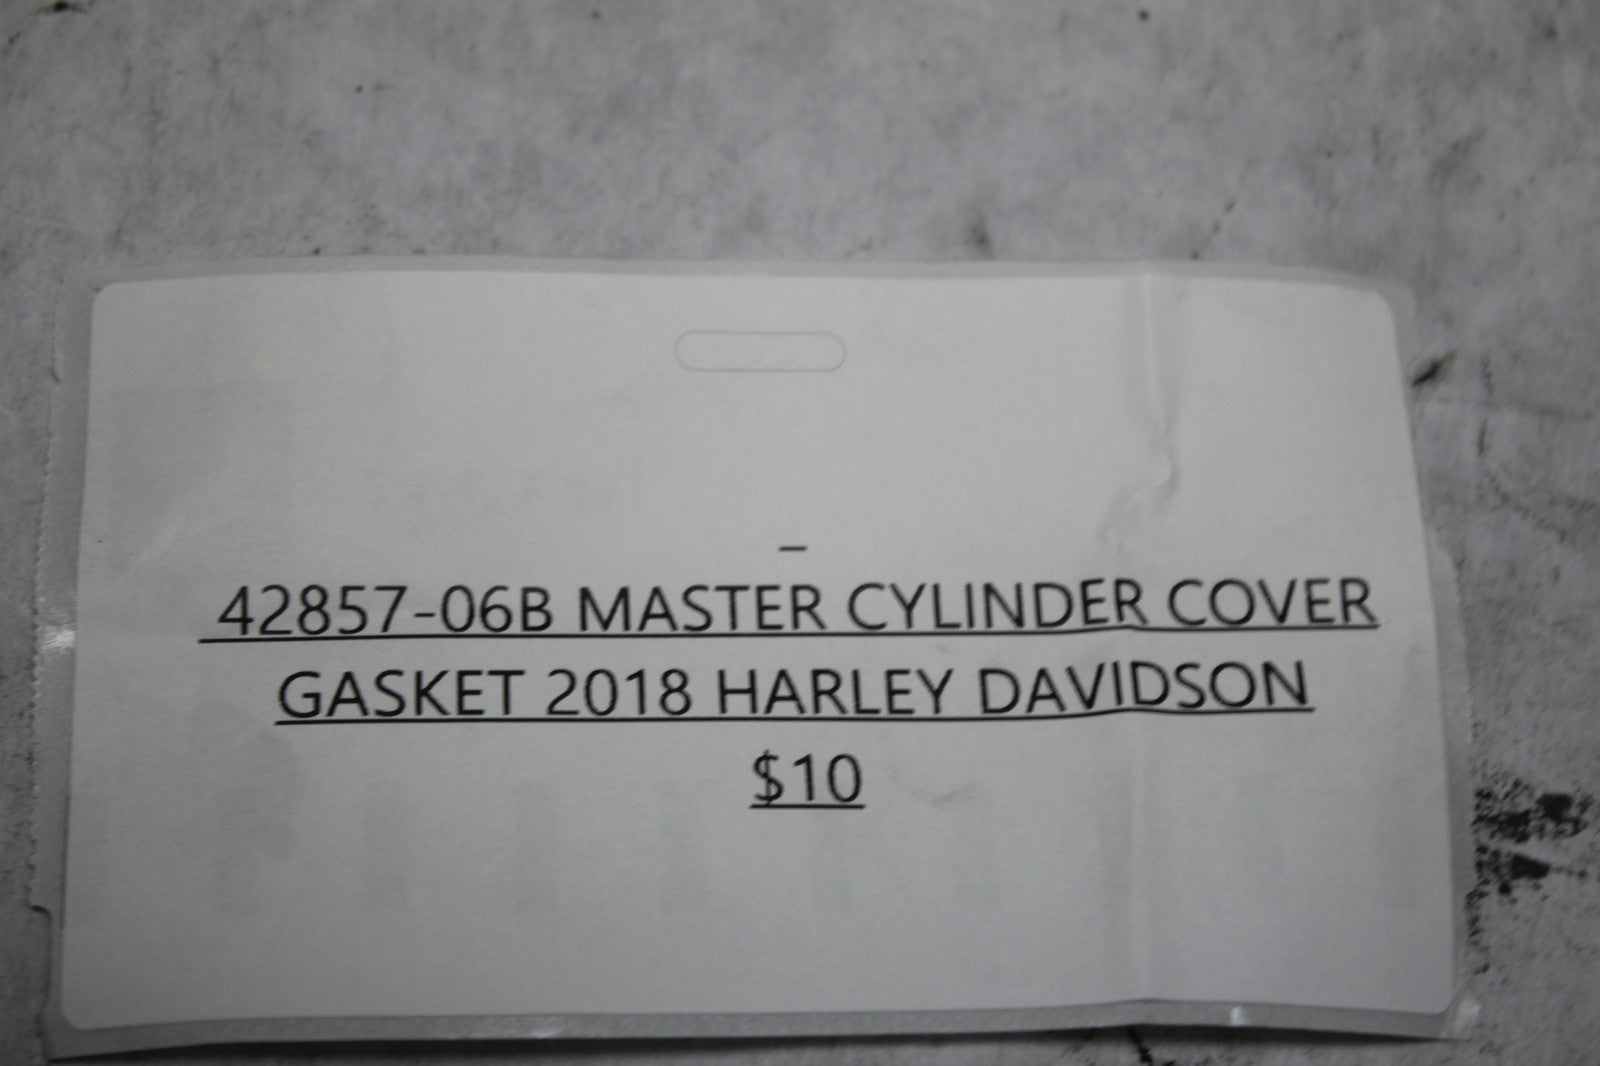 –
42857-06B MASTER CYLINDER COVER
GASKET 2018 HARLEY DAVIDSON
$10